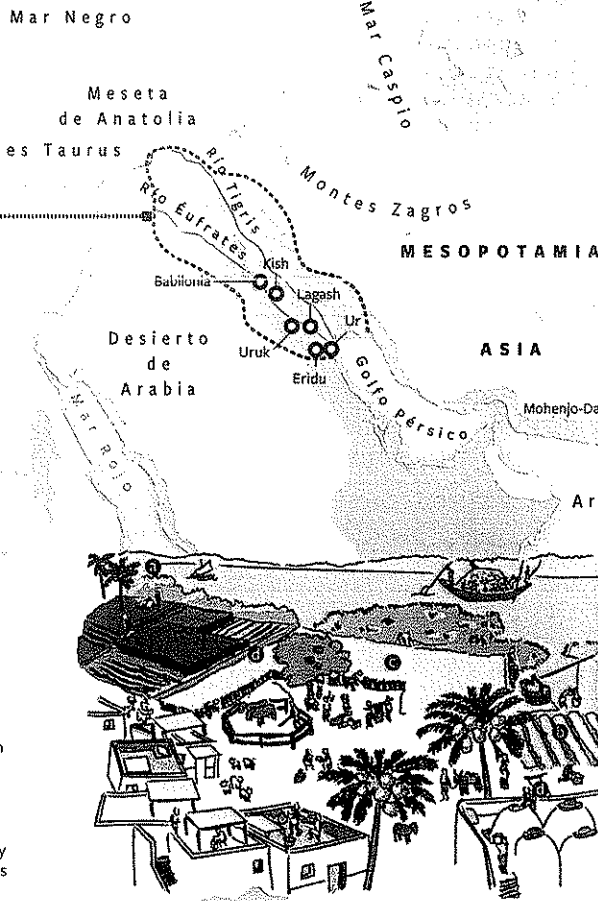 Mar Negro
Mar Caspio
Meseta
de Anatolia
es Taurus
Río Tigris
Montes Zagros
Río Éufrates
MESOPOTAMIA
Kish
Babilonia
Lagash
Ur
Desierto
de
Arabia
Uruk
ASIA
Eridu
Golfo Pérsico
Mohenjo-Da
Mar Rojo
Ar
a
d
c
b
n
y
s